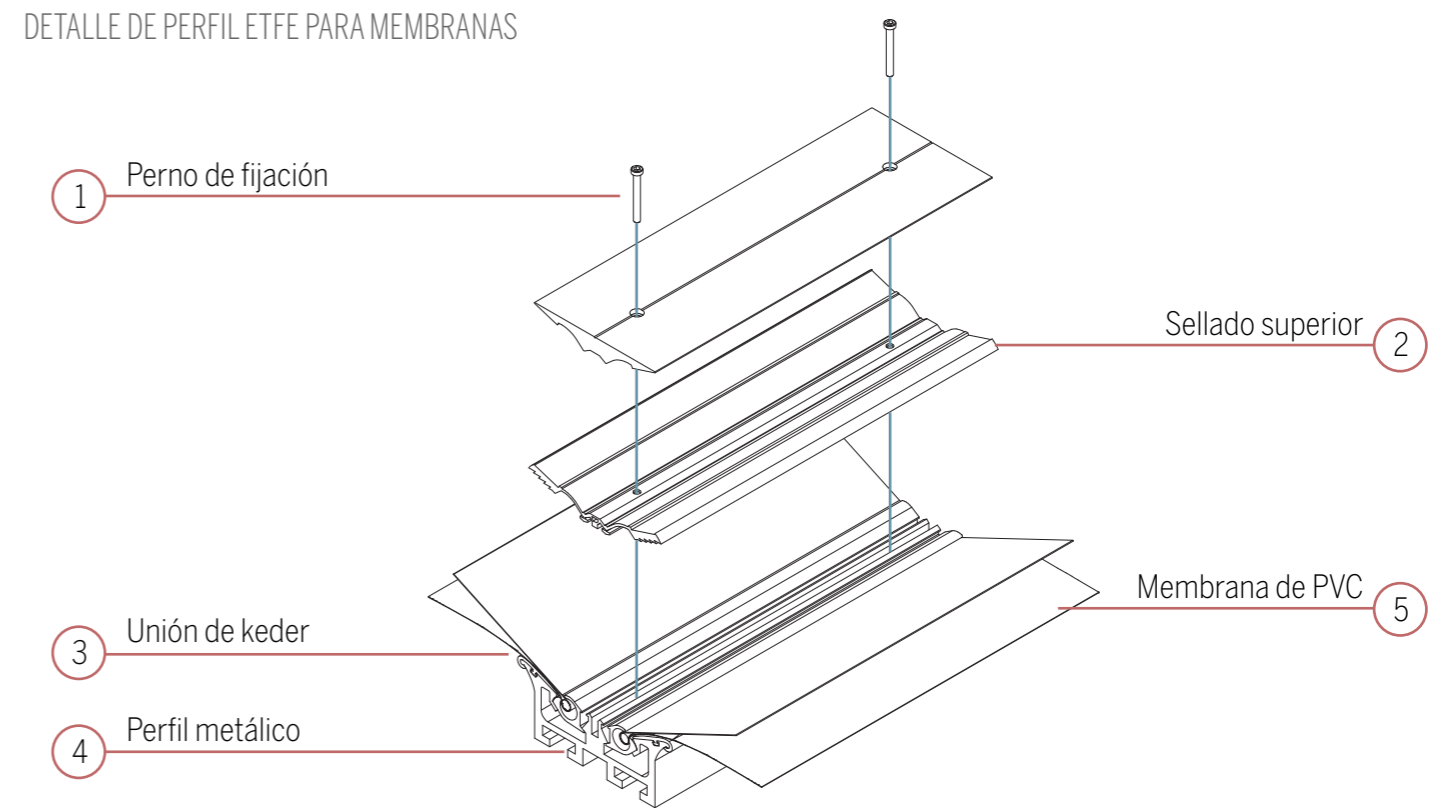 DETALLE DE PERFIL ETFE PARA MEMBRANAS
1 Perno de fijación
Sellado superior 2
Membrana de PVC 5
3 Unión de keder
4 Perfil metálico